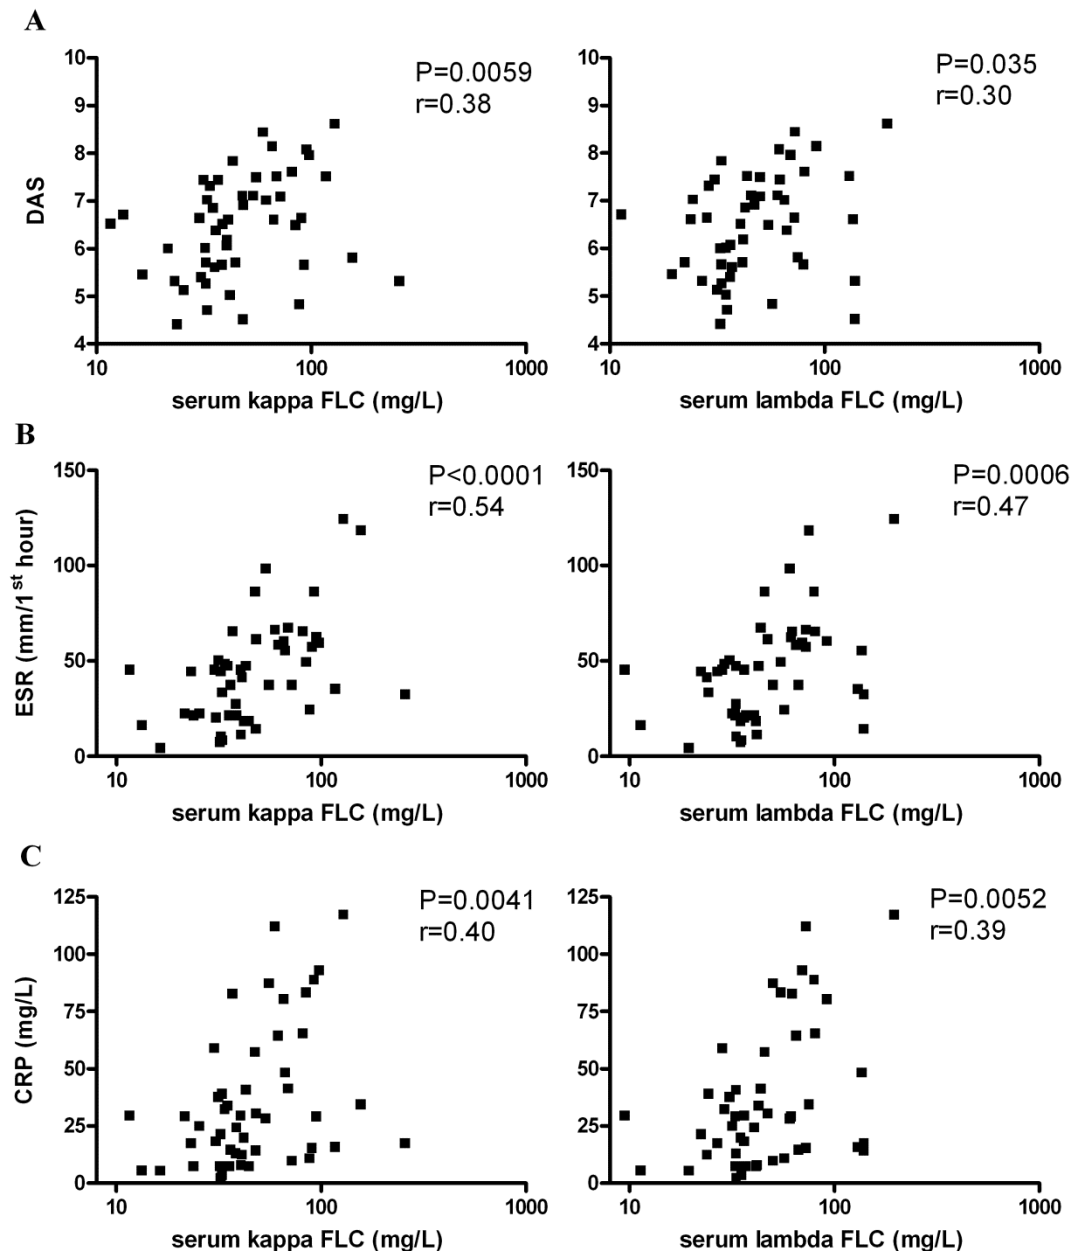 A
10
9
8
7
6
5
4
DAS
P=0.0059
r=0.38
10
100
1000
serum kappa FLC (mg/L)
10
9
8
7
6
5
4
P=0.035
r=0.30
10
100
1000
serum lambda FLC (mg/L)
B
150
100
50
0
ESR (mm/1st hour)
P<0.0001
r=0.54
10
100
1000
serum kappa FLC (mg/L)
150
100
50
0
P=0.0006
r=0.47
10
100
1000
serum lambda FLC (mg/L)
C
125
100
75
50
25
0
CRP (mg/L)
P=0.0041
r=0.40
10
100
1000
serum kappa FLC (mg/L)
125
100
75
50
25
0
P=0.0052
r=0.39
10
100
1000
serum lambda FLC (mg/L)